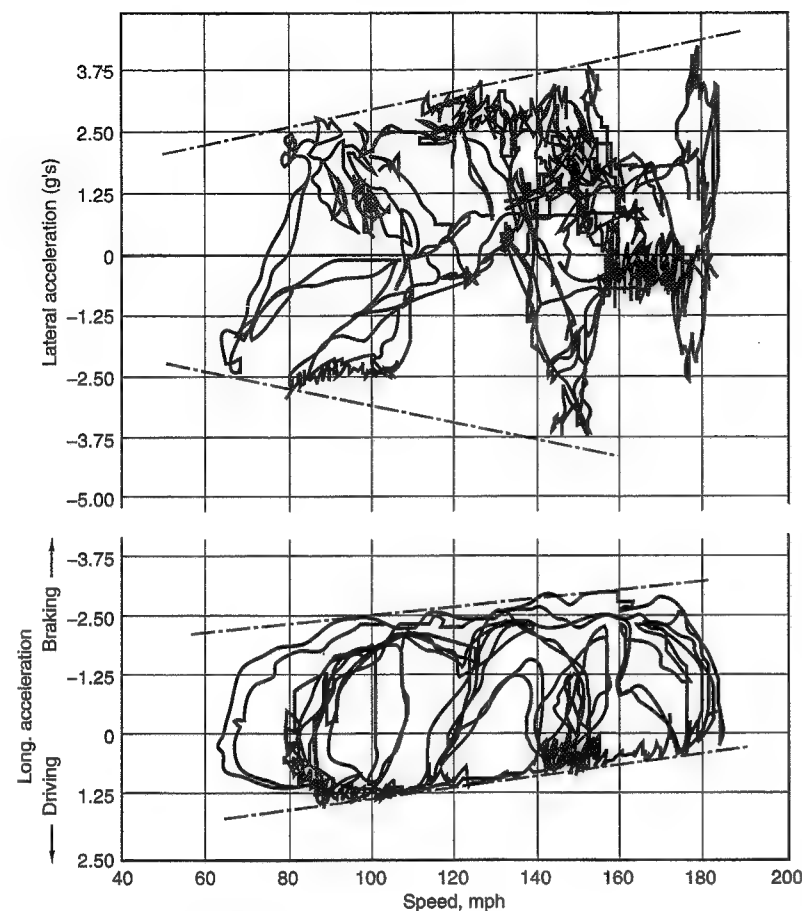 3.75
2.50
1.25
0
-1.25
-2.50
-3.75
-5.00
Lateral acceleration (g's)
-3.75
-2.50
-1.25
0
1.25
2.50
Long. acceleration
Driving
Braking
40 60 80 100 120 140 160 180 200
Speed, mph